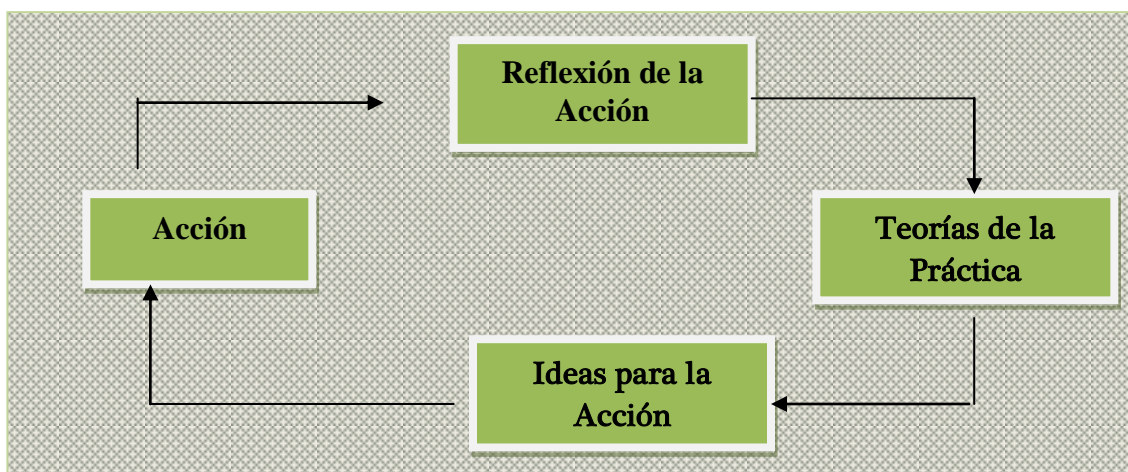 Reflexión de la
Acción
Acción
Teorías de la
Práctica
Ideas para la
Acción